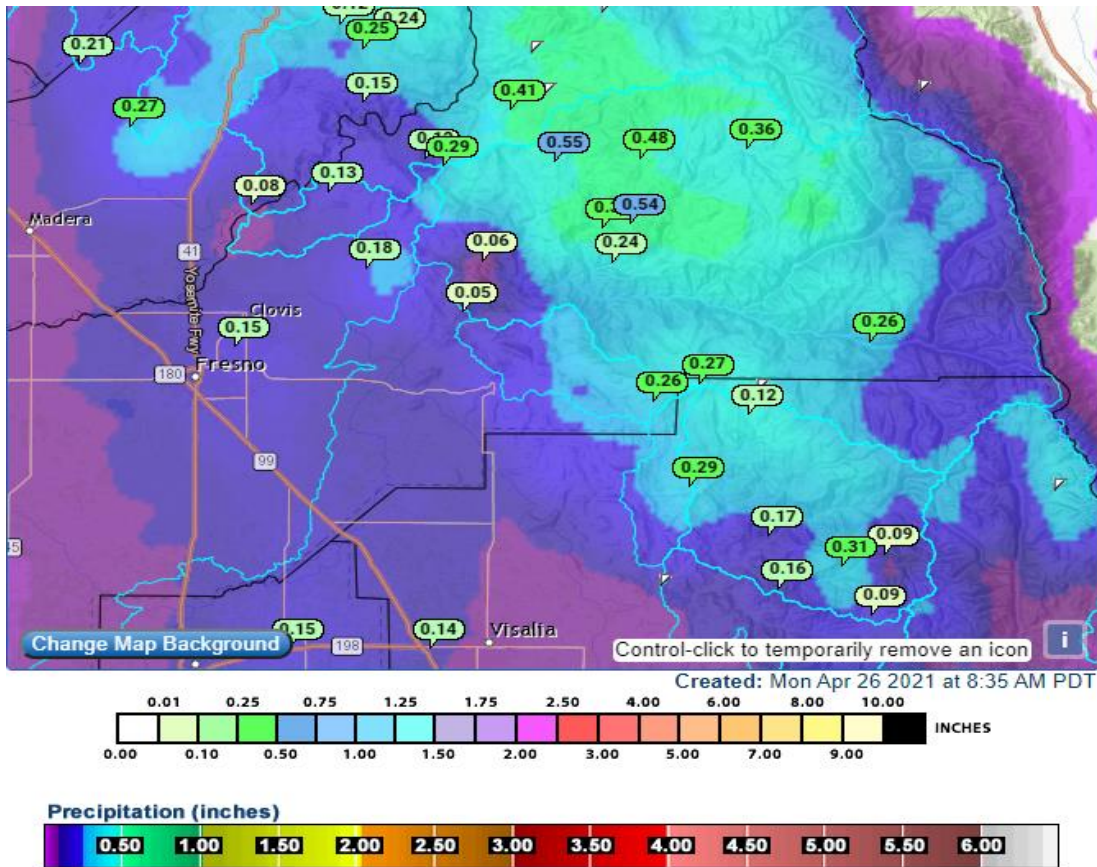 0.24
0.25
0.21
0.15
0.41
0.27
0.36
0.55
0.48
0.29
0.13
0.08
0.54
Madera
0.06
0.24
0.18
41
Yosemite Fwy
0.05
Clovis
0.26
0.15
Fresno
0.27
180
0.26
0.12
99
0.29
0.17
0.09
0.31
0.16
0.09
0.15
0.14
Visalia
Change Map Background
198
Control-click to temporarily remove an icon
i
Created: Mon Apr 26 2021 at 8:35 AM PDT
0.01 0.25 0.75 1.25 1.75 2.50 4.00 6.00 8.00 10.00
INCHES
0.00 0.10 0.50 1.00 1.50 2.00 3.00 5.00 7.00 9.00
Precipitation (inches)
0.50 1.00 1.50 2.00 2.50 3.00 3.50 4.00 4.50 5.00 5.50 6.00